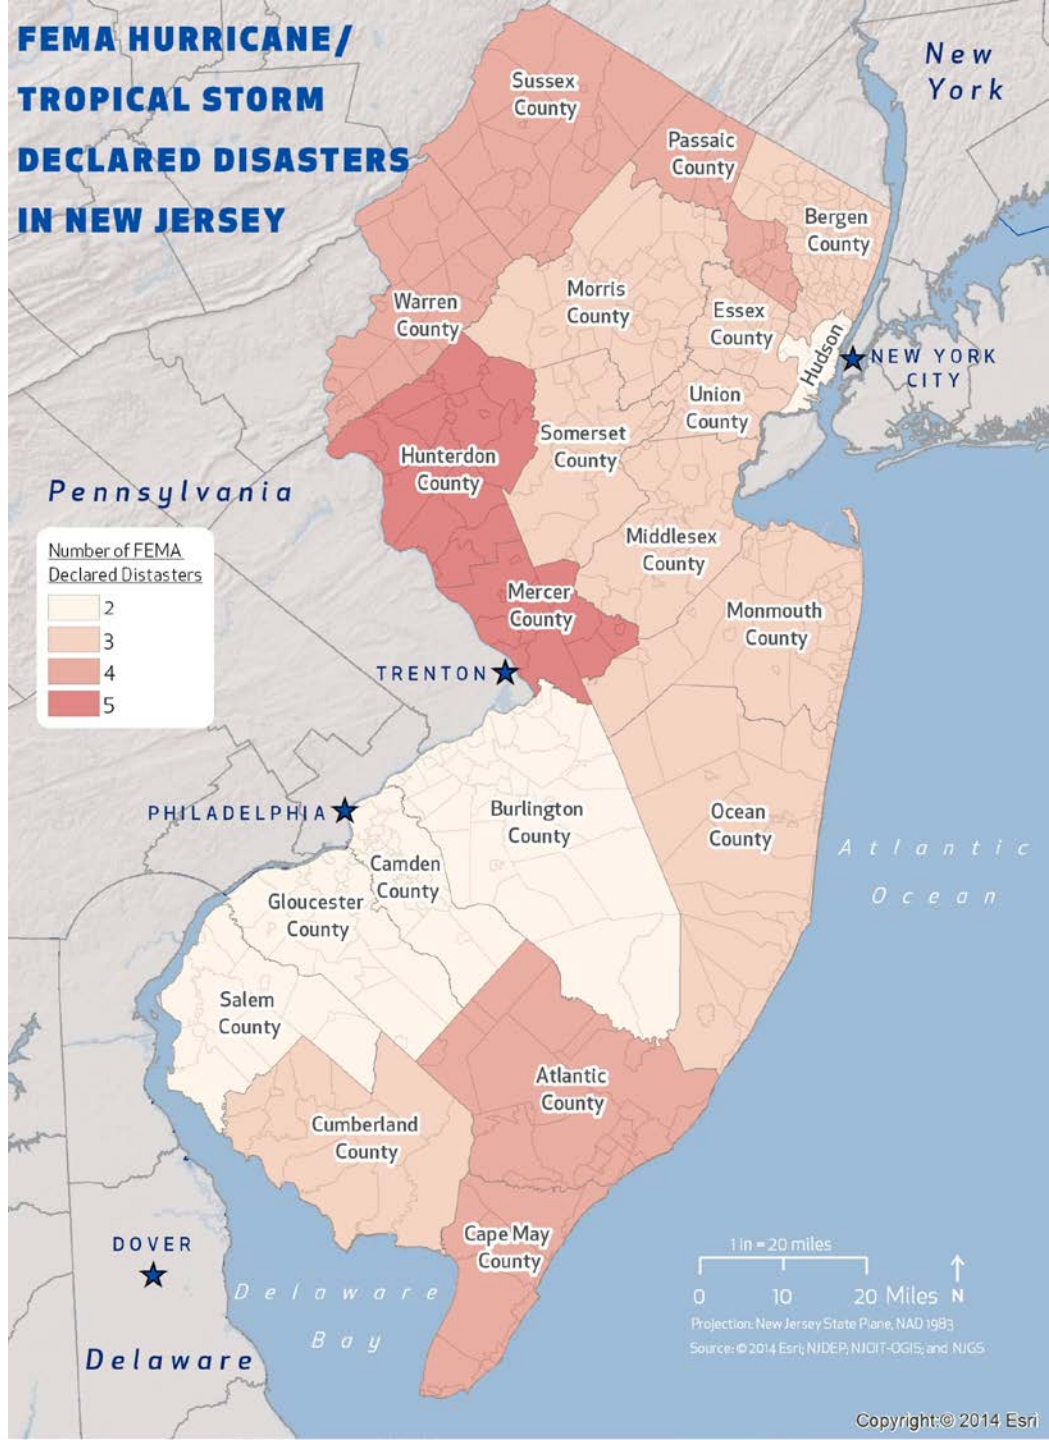 FEMA HURRICANE/
TROPICAL STORM
DECLARED DISASTERS
IN NEW JERSEY
New
York
Sussex
County
Passaic
County
Bergen
County
Morris
County
Warren
County
Essex
County
Hudson
NEW YORK
CITY
Union
County
Somerset
County
Hunterdon
County
Pennsylvania
Middlesex
County
Number of FEMA
Declared Distasters
2
3
4
5
Mercer
County
Monmouth
County
TRENTON
PHILADELPHIA
Burlington
County
Ocean
County
Atlantic
Ocean
Camden
County
Gloucester
County
Salem
County
Atlantic
County
Cumberland
County
Cape May
County
DOVER
Delaware
Bay
Delaware
1 in = 20 miles
0 10 20 Miles N
Projection: New Jersey State Plane, NAD 1983
Source: © 2014 Esri; NJDEP; NJOIT-OGIS; and NJGS
Copyright:© 2014 Esri